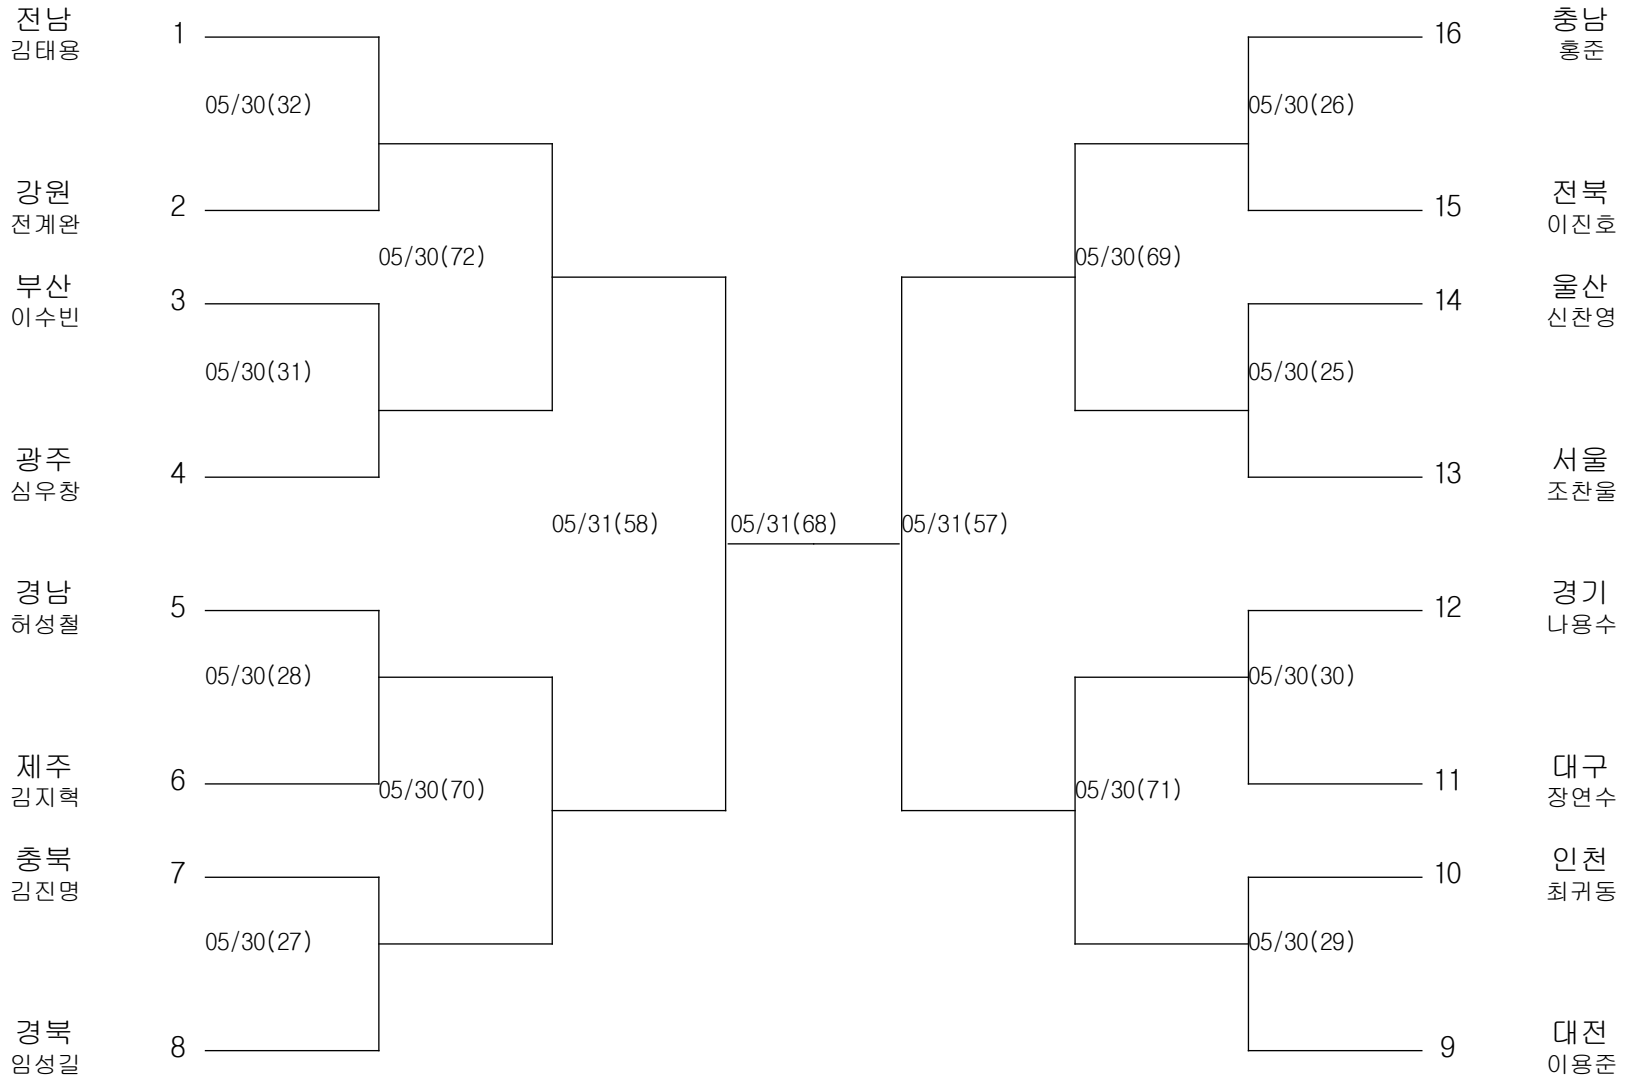 전남 1 16 충남
김태용 홍준
05/30(32) 05/30(26)
강원 2 15 전북
전계완 이진호
05/30(72) 05/30(69)
부산 3 14 울산
이수빈 신찬영
05/30(31) 05/30(25)
광주 4 13 서울
심우창 조찬울
05/31(58) 05/31(68) 05/31(57)
경남 5 12 경기
허성철 나용수
05/30(28) 05/30(30)
제주 6 11 대구
김지혁 05/30(70) 05/30(71) 장연수
충북 7 10 인천
김진명 최귀동
05/30(27) 05/30(29)
경북 8 9 대전
임성길 이용준